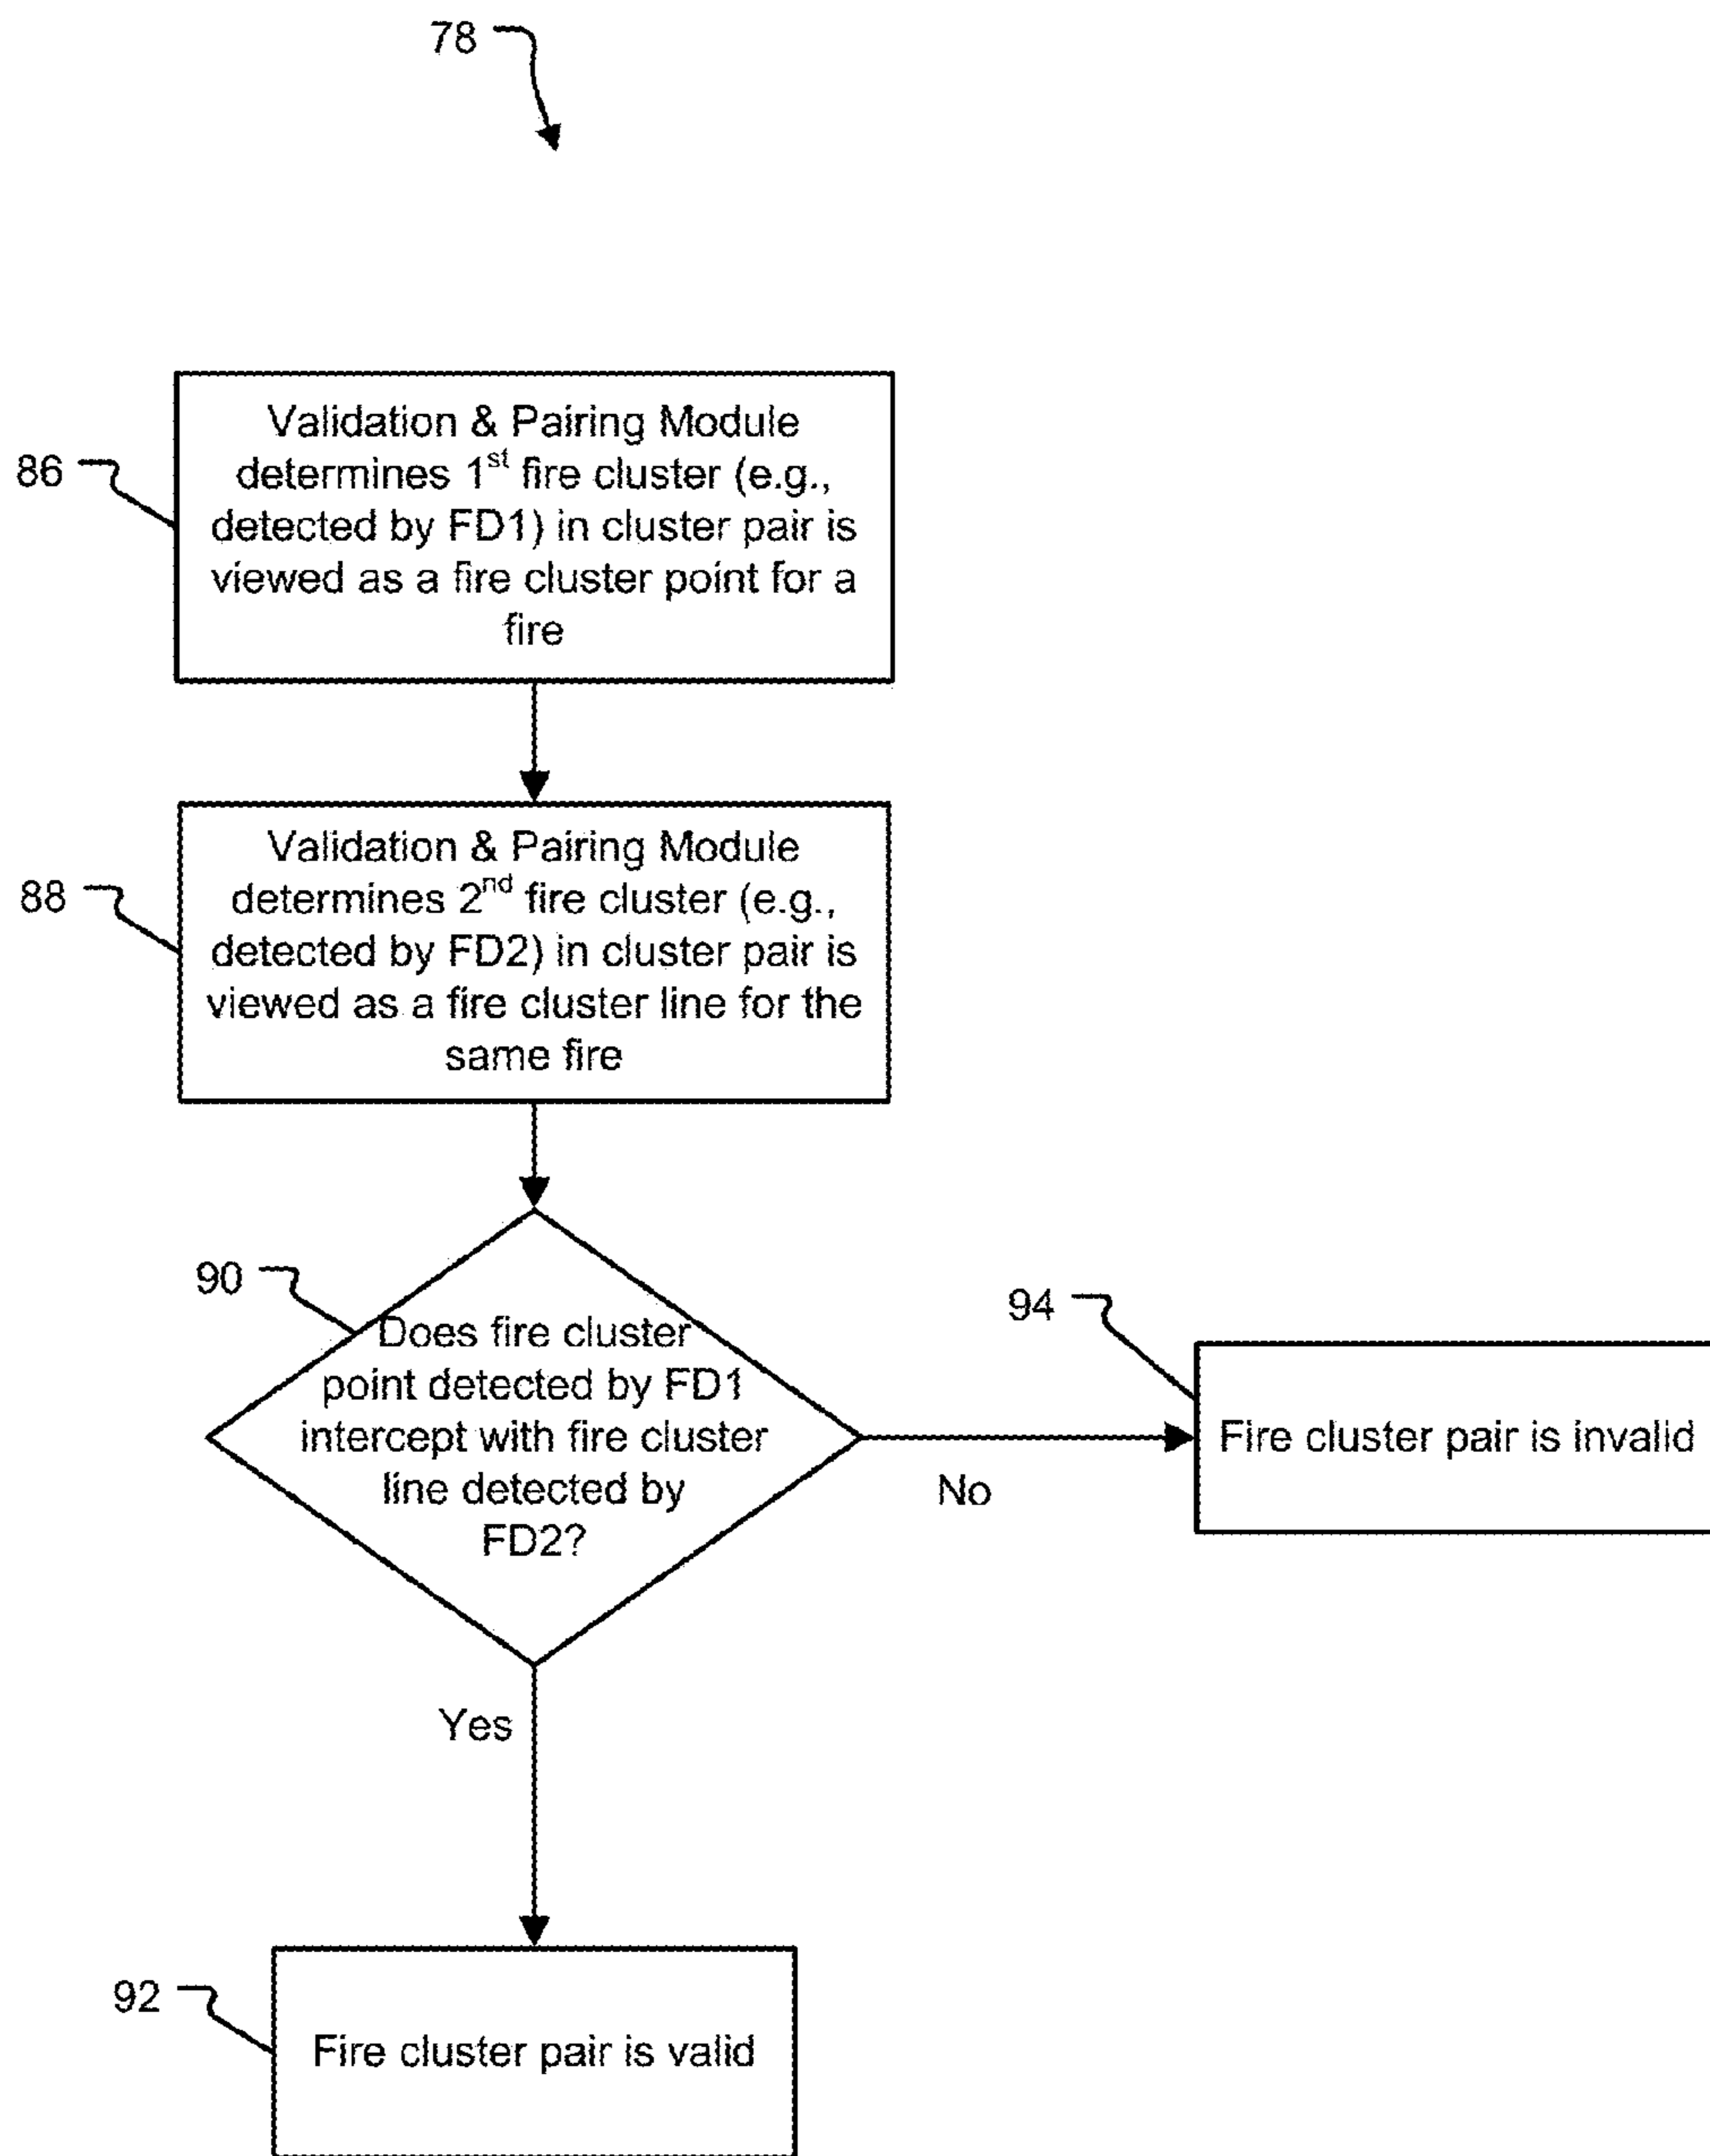 78
86
Validation & Pairing Module
determines 1st fire cluster (e.g.,
detected by FD1) in cluster pair is
viewed as a fire cluster point for a
fire
88
Validation & Pairing Module
determines 2nd fire cluster (e.g.,
detected by FD2) in cluster pair is
viewed as a fire cluster line for the
same fire
90
Does fire cluster
point detected by FD1
intercept with fire cluster
line detected by
FD2?
94
Fire cluster pair is invalid
No
Yes
92
Fire cluster pair is valid